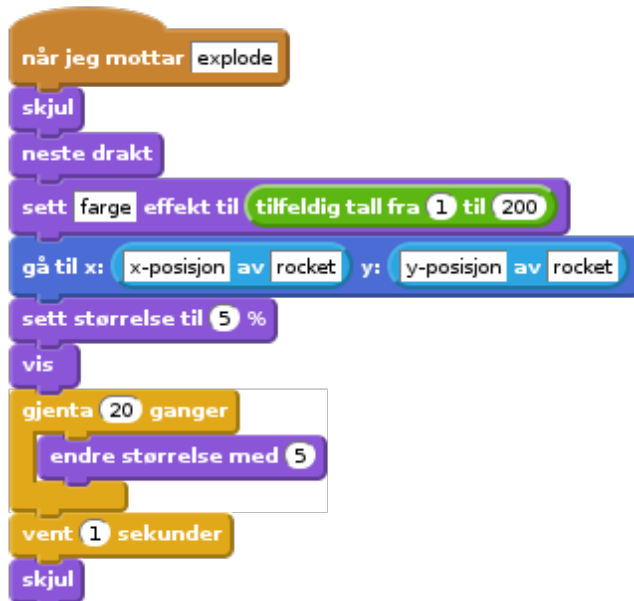 når jeg mottar explode
skjul
neste drakt
sett farge effekt til tilfeldig tall fra 1 til 200
gå til x: x-posisjon av rocket y: y-posisjon av rocket
sett størrelse til 5 %
vis
gjenta 20 ganger
endre størrelse med 5
vent 1 sekunder
skjul